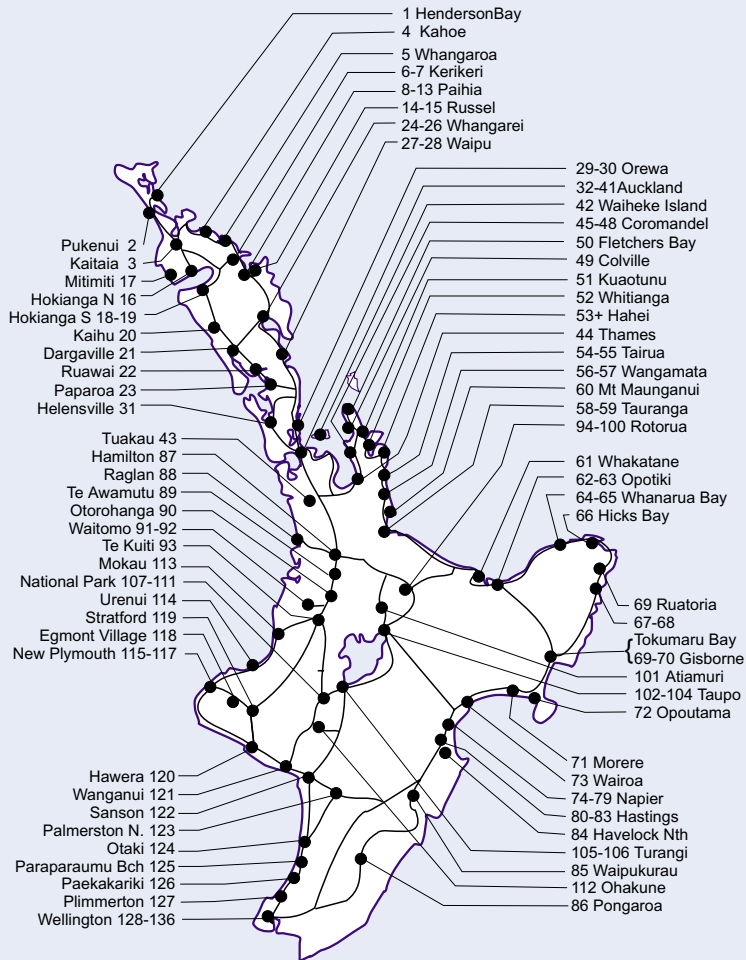 1 HendersonBay
4 Kahoe
5 Whangaroa
6-7 Kerikeri
8-13 Paihia
14-15 Russel
24-26 Whangarei
27-28 Waipu
29-30 Orewa
32-41Auckland
42 Waiheke Island
45-48 Coromandel
50 Fletchers Bay
49 Colville
51 Kuaotunu
52 Whitianga
53+ Hahei
44 Thames
54-55 Tairua
56-57 Wangamata
60 Mt Maunganui
58-59 Tauranga
94-100 Rotorua
61 Whakatane
62-63 Opotiki
64-65 Whanarua Bay
66 Hicks Bay
Pukenui 2
Kaitaia 3
Mitimiti 17
Hokianga N 16
Hokianga S 18-19
Kaihu 20
Dargaville 21
Ruawai 22
Paparoa 23
Helensville 31
Tuakau 43
Hamilton 87
Raglan 88
Te Awamutu 89
Otorohanga 90
Waitomo 91-92
Te Kuiti 93
Mokau 113
National Park 107-111
Urenui 114
Stratford 119
Egmont Village 118
New Plymouth 115-117
69 Ruatoria
67-68
Tokumaru Bay
{69-70 Gisborne
101 Atiamuri
102-104 Taupo
72 Opoutama
71 Morere
73 Wairoa
74-79 Napier
80-83 Hastings
84 Havelock Nth
105-106 Turangi
85 Waipukurau
112 Ohakune
86 Pongaroa
Hawera 120
Wanganui 121
Sanson 122
Palmerston N. 123
Otaki 124
Paraparaumu Bch 125
Paekakariki 126
Plimmerton 127
Wellington 128-136